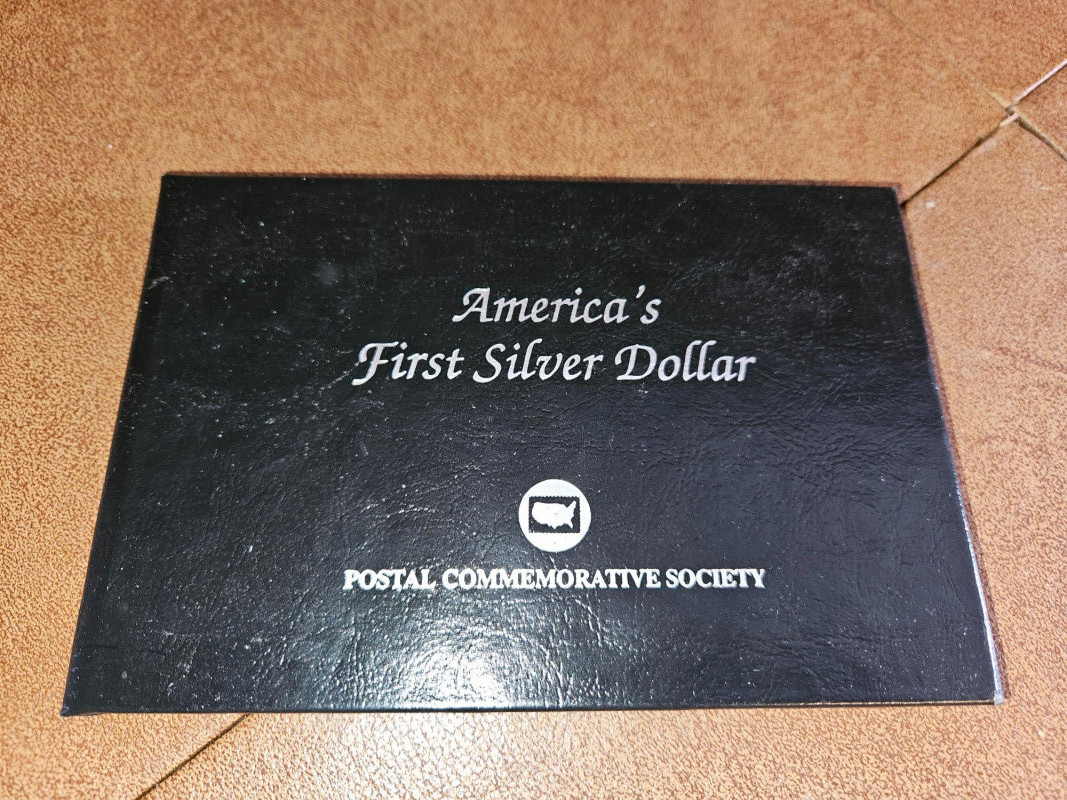 America's
First Silver Dollar
POSTAL COMMEMORATIVE SOCIETY